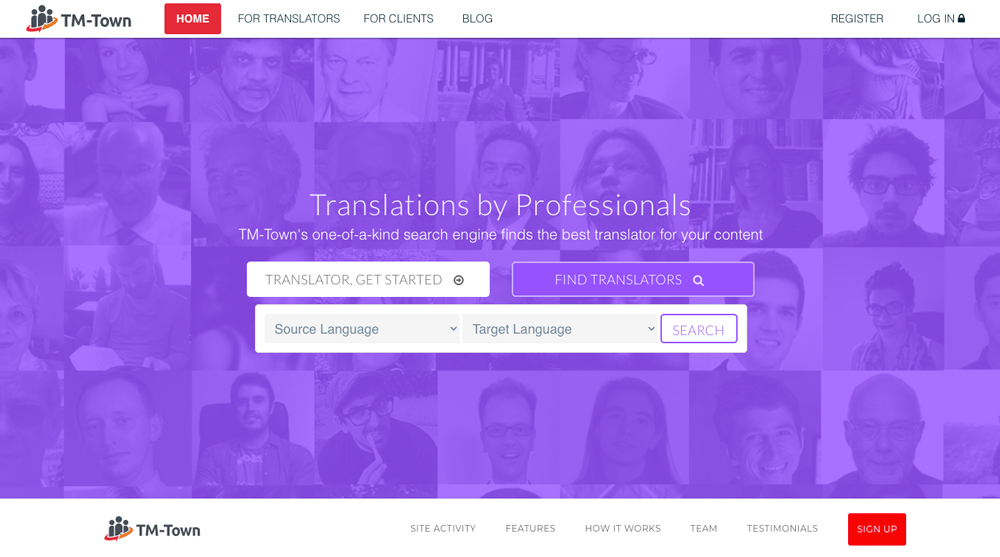 TM-Town
HOME
FOR TRANSLATORS
FOR CLIENTS
BLOG
REGISTER
LOG IN
Translations by Professionals
TM-Town's one-of-a-kind search engine finds the best translator for your content
TRANSLATOR, GET STARTED
FIND TRANSLATORS
Source Language
Target Language
SEARCH
TM-Town
SITE ACTIVITY
FEATURES
HOW IT WORKS
TEAM
TESTIMONIALS
SIGN UP